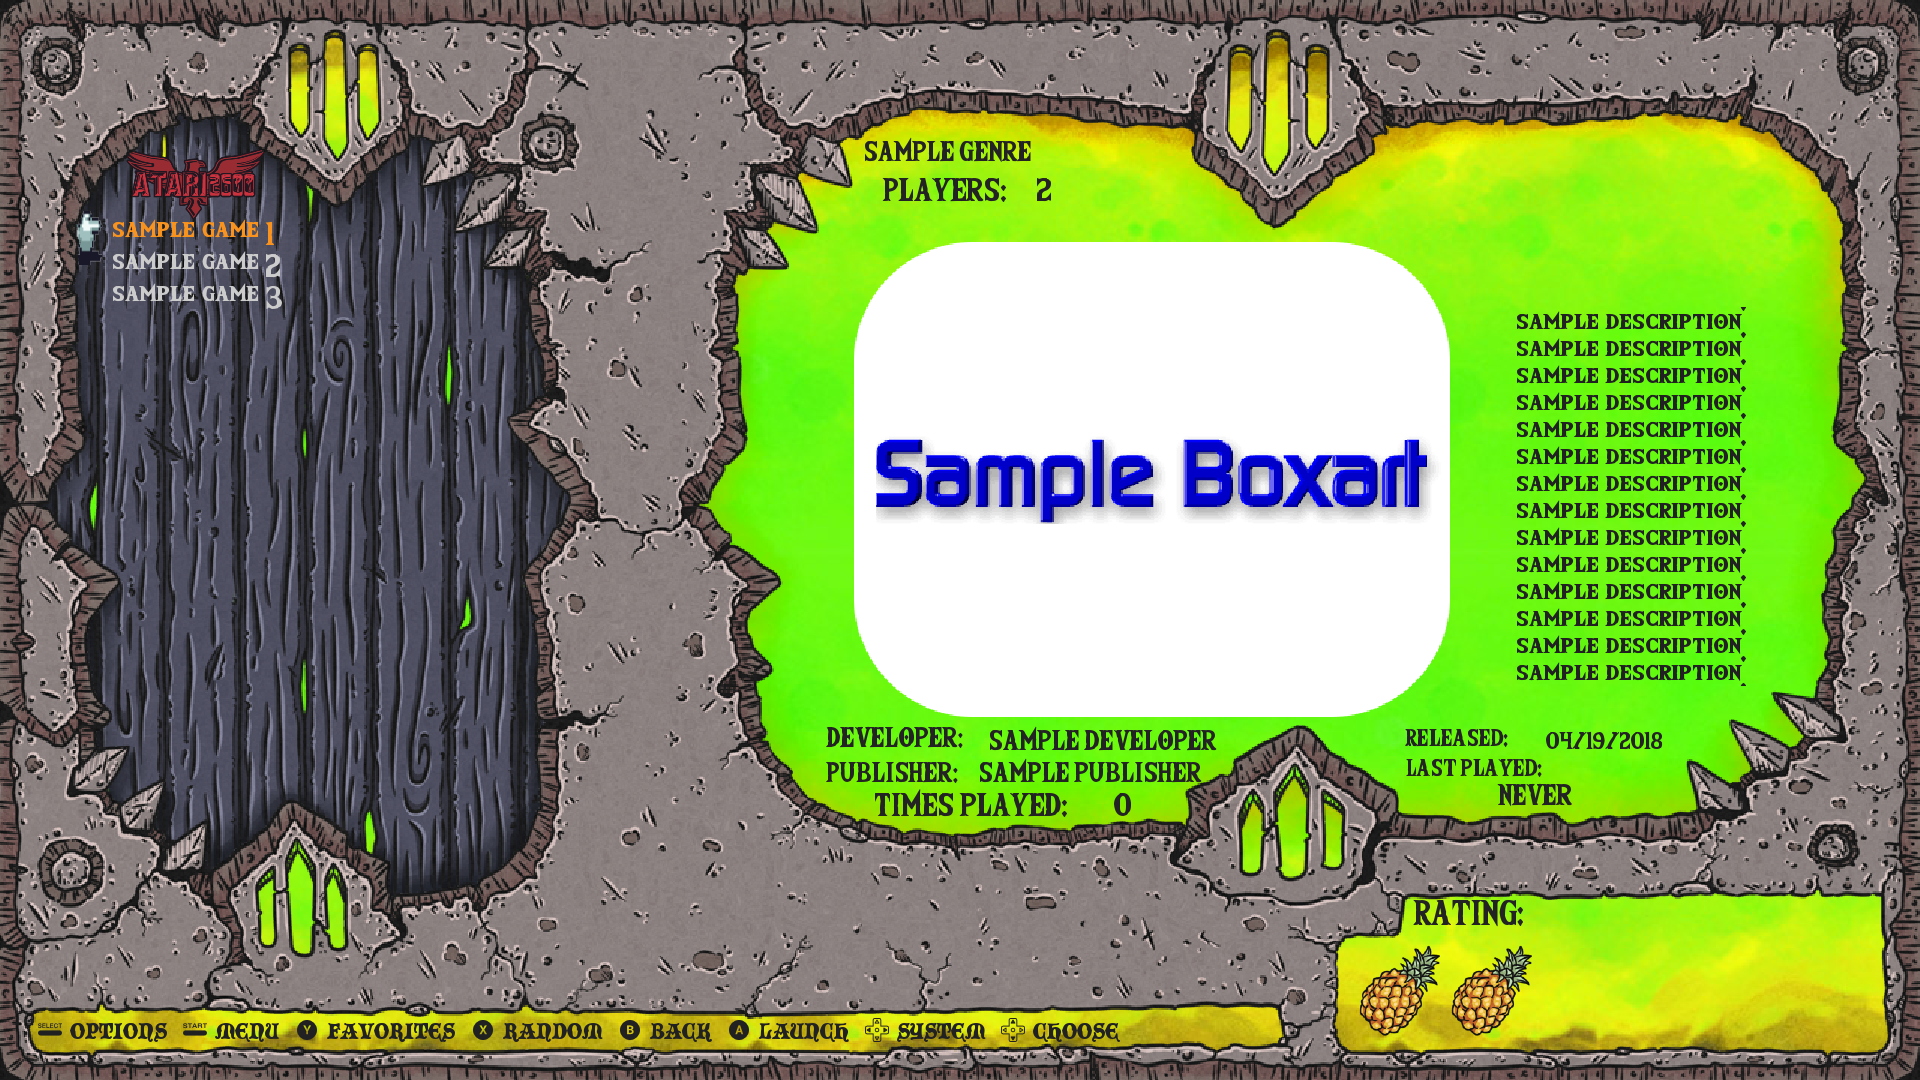 ATARI 2600
SAMPLE GAME 1
SAMPLE GAME 2
SAMPLE GAME 3
SAMPLE GENRE
PLAYERS: 2
Sample Boxart
SAMPLE DESCRIPTION
SAMPLE DESCRIPTION
SAMPLE DESCRIPTION
SAMPLE DESCRIPTION
SAMPLE DESCRIPTION
SAMPLE DESCRIPTION
SAMPLE DESCRIPTION
SAMPLE DESCRIPTION
SAMPLE DESCRIPTION
SAMPLE DESCRIPTION
SAMPLE DESCRIPTION
SAMPLE DESCRIPTION
SAMPLE DESCRIPTION
SAMPLE DESCRIPTION
DEVELOPER: SAMPLE DEVELOPER
PUBLISHER: SAMPLE PUBLISHER
TIMES PLAYED: 0
RELEASED: 04/19/2018
LAST PLAYED:
NEVER
RATING:
SELECT OPTIONS START MENU Y FAVORITES X RANDOM B BACK A LAUNCH SYSTEM CHOOSE